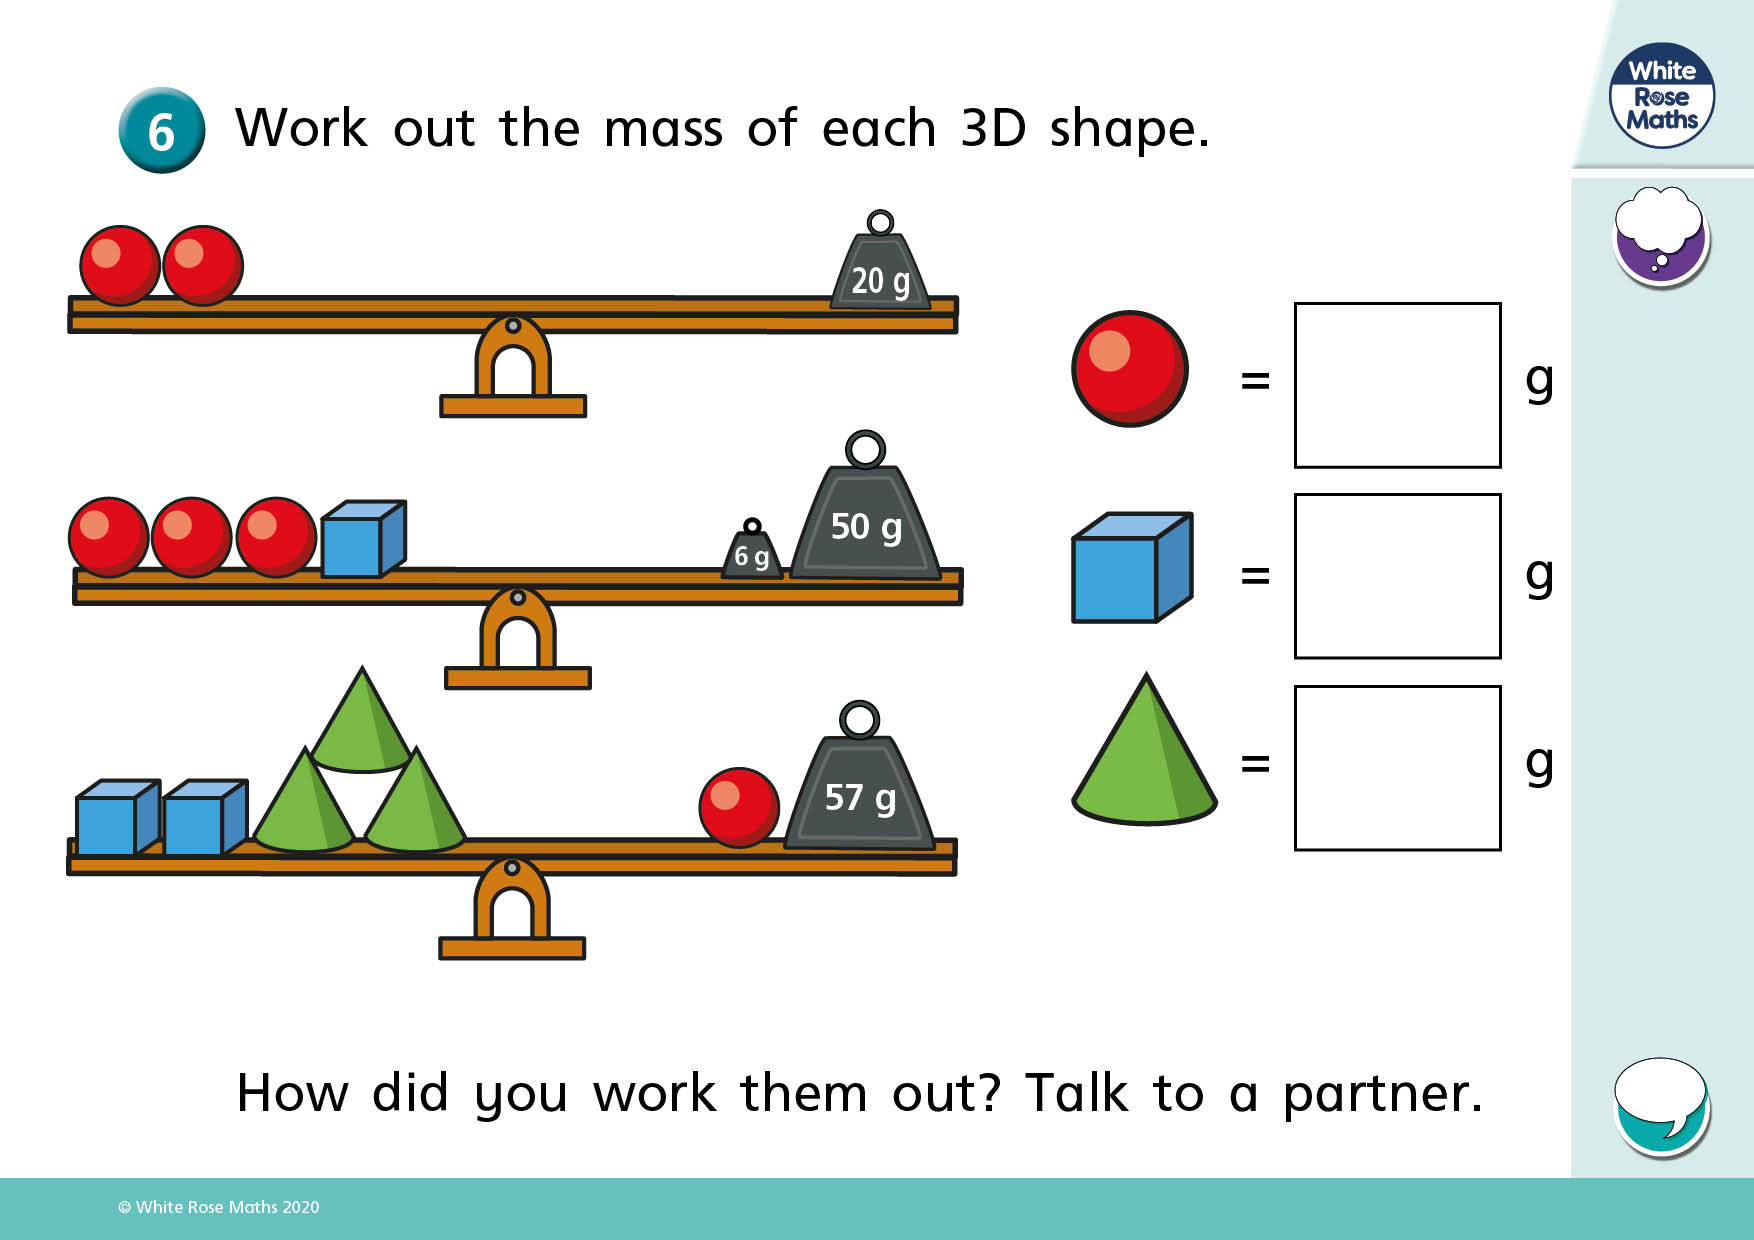 White
Rose
Maths
6 Work out the mass of each 3D shape.
20 g
= g
6 g 50 g
= g
57 g
= g
How did you work them out? Talk to a partner.
© White Rose Maths 2020